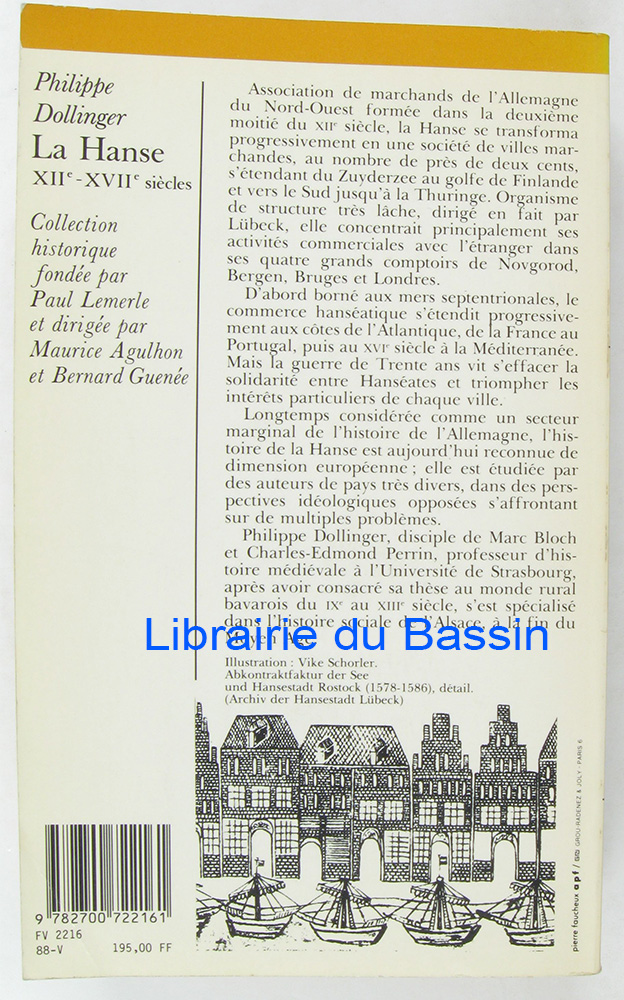 Philippe
Dollinger
La Hanse
XIIe-XVIIe siècles
Collection
historique
fondée par
Paul Lemerle
et dirigée par
Maurice Agulhon
et Bernard Guenée
Association de marchands de l'Allemagne
du Nord-Ouest formée dans la deuxième
moitié du XIIe siècle, la Hanse se transforma
progressivement en une société de villes mar-
chandes, au nombre de près de deux cents,
s'étendant du Zuyderzee au golfe de Finlande
et vers le Sud jusqu'à la Thuringe. Organisme
de structure très lâche, dirigé en fait par
Lübeck, elle concentrait principalement ses
activités commerciales avec l'étranger dans
ses quatre grands comptoirs de Novgorod,
Bergen, Bruges et Londres.
D'abord borné aux mers septentrionales, le
commerce hanséatique s'étendit progressive-
ment aux côtes de l'Atlantique, de la France au
Portugal, puis au XVIe siècle à la Méditerranée.
Mais la guerre de Trente ans vit s'effacer la
solidarité entre Hanséates et triompher les
intérêts particuliers de chaque ville.
Longtemps considérée comme un secteur
marginal de l'histoire de l'Allemagne, l'his-
toire de la Hanse est aujourd'hui reconnue de
dimension européenne ; elle est étudiée par
des auteurs de pays très divers, dans des pers-
pectives idéologiques opposées s'affrontant
sur de multiples problèmes.
Philippe Dollinger, disciple de Marc Bloch
et Charles-Edmond Perrin, professeur d'his-
toire médiévale à l'Université de Strasbourg,
après avoir consacré sa thèse au monde rural
bavarois du IXe au XIIIe siècle, s'est spécialisé
dans l'histoire sociale de l'Alsace, à la fin du
Moyen Age.
Librairie du Bassin
Illustration : Vike Schorler.
Abkontraktfaktur der See
und Hansestadt Rostock (1578-1586), détail.
(Archiv der Hansestadt Lübeck)
9 782700 722161
FV 2216
88-V 195,00 FF
pierre faucheux apf / GROU-RADENEZ & JOLY - PARIS 6